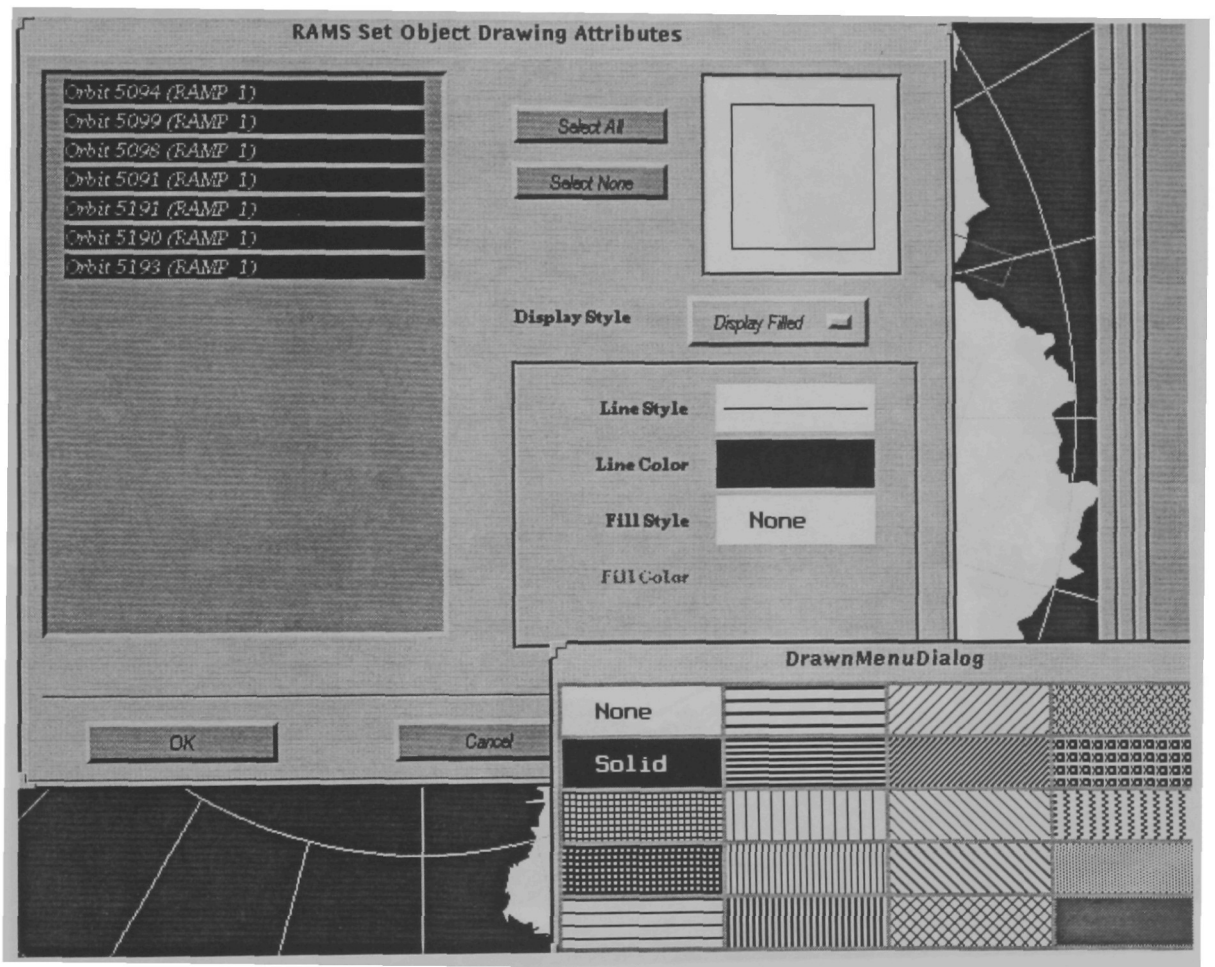 RAMS Set Object Drawing Attributes
Orbit 5094 (RAMP_1)
Orbit 5099 (RAMP_1)
Orbit 5098 (RAMP_1)
Orbit 5091 (RAMP_1)
Orbit 5191 (RAMP_1)
Orbit 5190 (RAMP_1)
Orbit 5193 (RAMP_1)
Select All
Select None
Display Style
Display Filled
Line Style
Line Color
Fill Style
None
Fill Color
OK
Cancel
DrawnMenuDialog
None
Solid